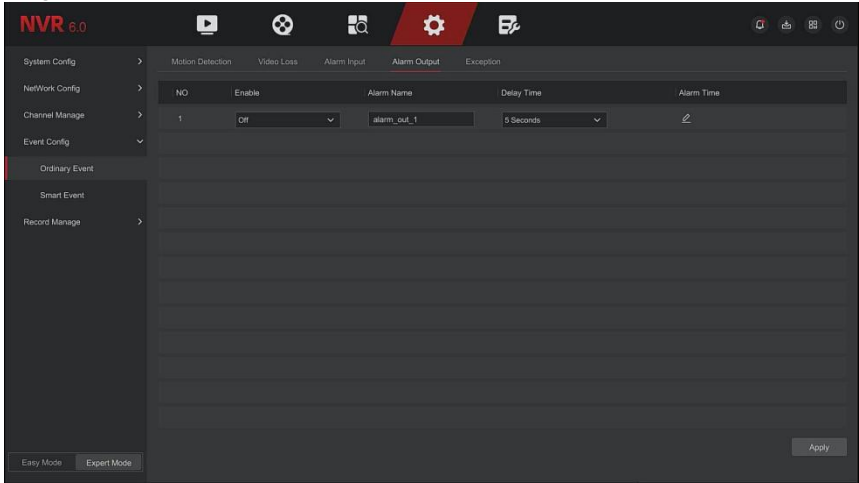 NVR 6.0
System Config
NetWork Config
Channel Manage
Event Config
Ordinary Event
Smart Event
Record Manage
Easy Mode Expert Mode
Motion Detection Video Loss Alarm Input Alarm Output Exception
NO Enable Alarm Name Delay Time Alarm Time
1 Off alarm_out_1 5 Seconds
Apply